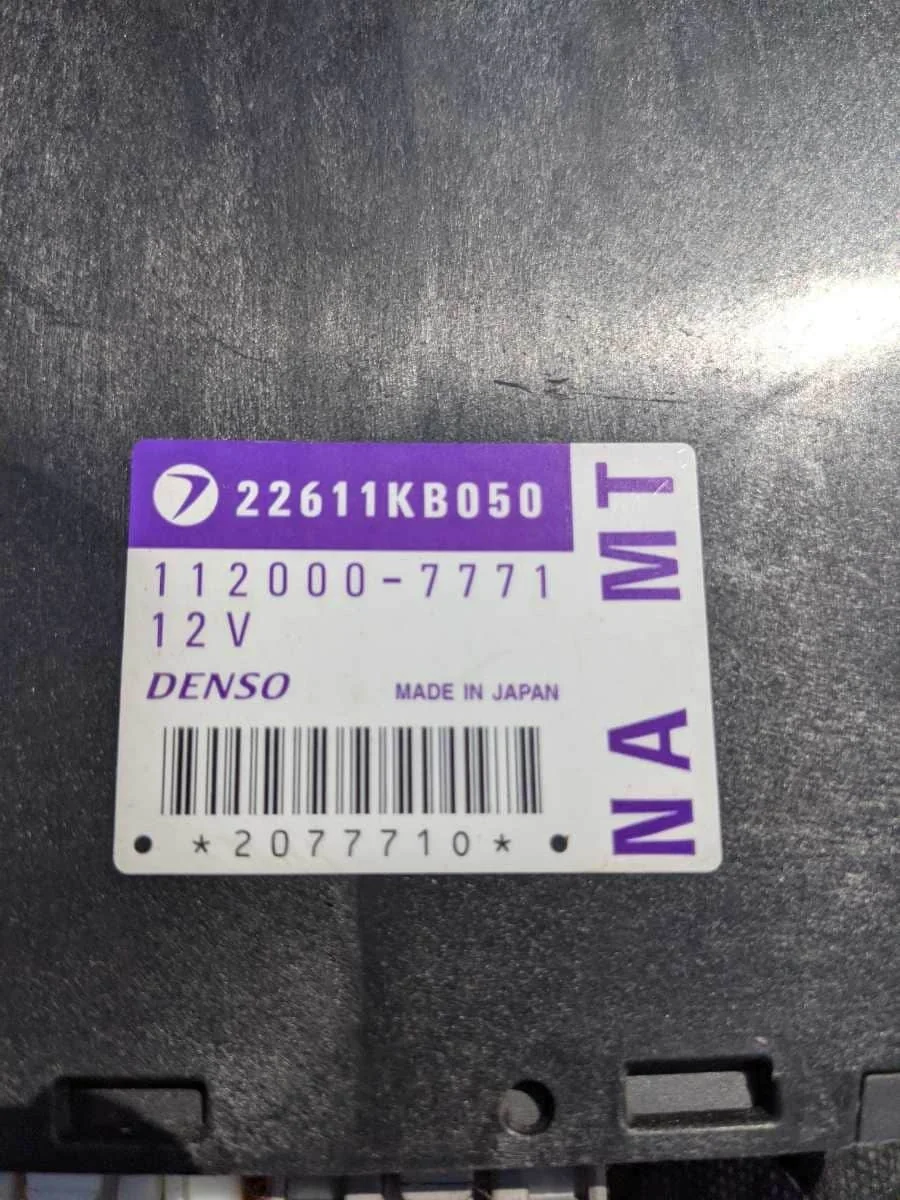 22611KB050
112000-7771
12V
DENSO MADE IN JAPAN
*2077710*
NA MT